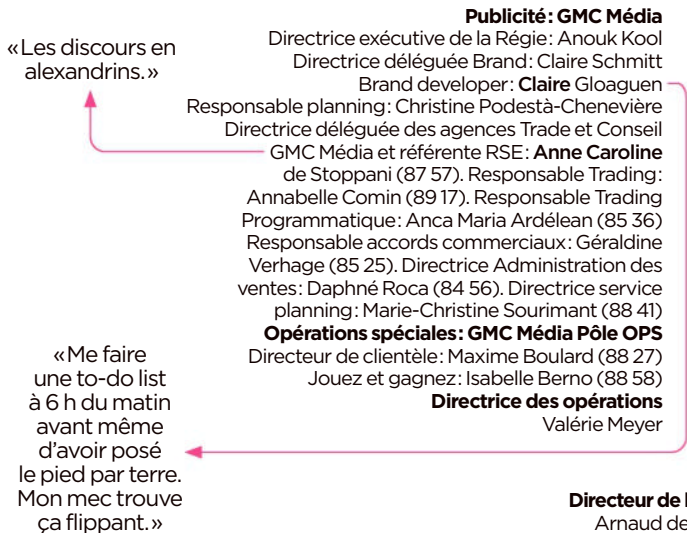 Publicité : GMC Média
Directrice exécutive de la Régie : Anouk Kool
Directrice déléguée Brand : Claire Schmitt
Brand developer : Claire Gloaguen
Responsable planning : Christine Podestà-Chenevière
Directrice déléguée des agences Trade et Conseil
GMC Média et référente RSE : Anne Caroline
de Stoppani (87 57). Responsable Trading :
Annabelle Comin (89 17). Responsable Trading
Programmatique : Anca Maria Ardélean (85 36)
Responsable accords commerciaux : Géraldine
Verhage (85 25). Directrice Administration des
ventes : Daphné Roca (84 56). Directrice service
planning : Marie-Christine Sourimant (88 41)
Opérations spéciales : GMC Média Pôle OPS
Directeur de clientèle : Maxime Boulard (88 27)
Jouez et gagnez : Isabelle Berno (88 58)
Directrice des opérations
Valérie Meyer
«Les discours en
alexandrins.»
«Me faire
une to-do list
à 6 h du matin
avant même
d'avoir posé
le pied par terre.
Mon mec trouve
ça flippant.»
Directeur de
Arnaud de